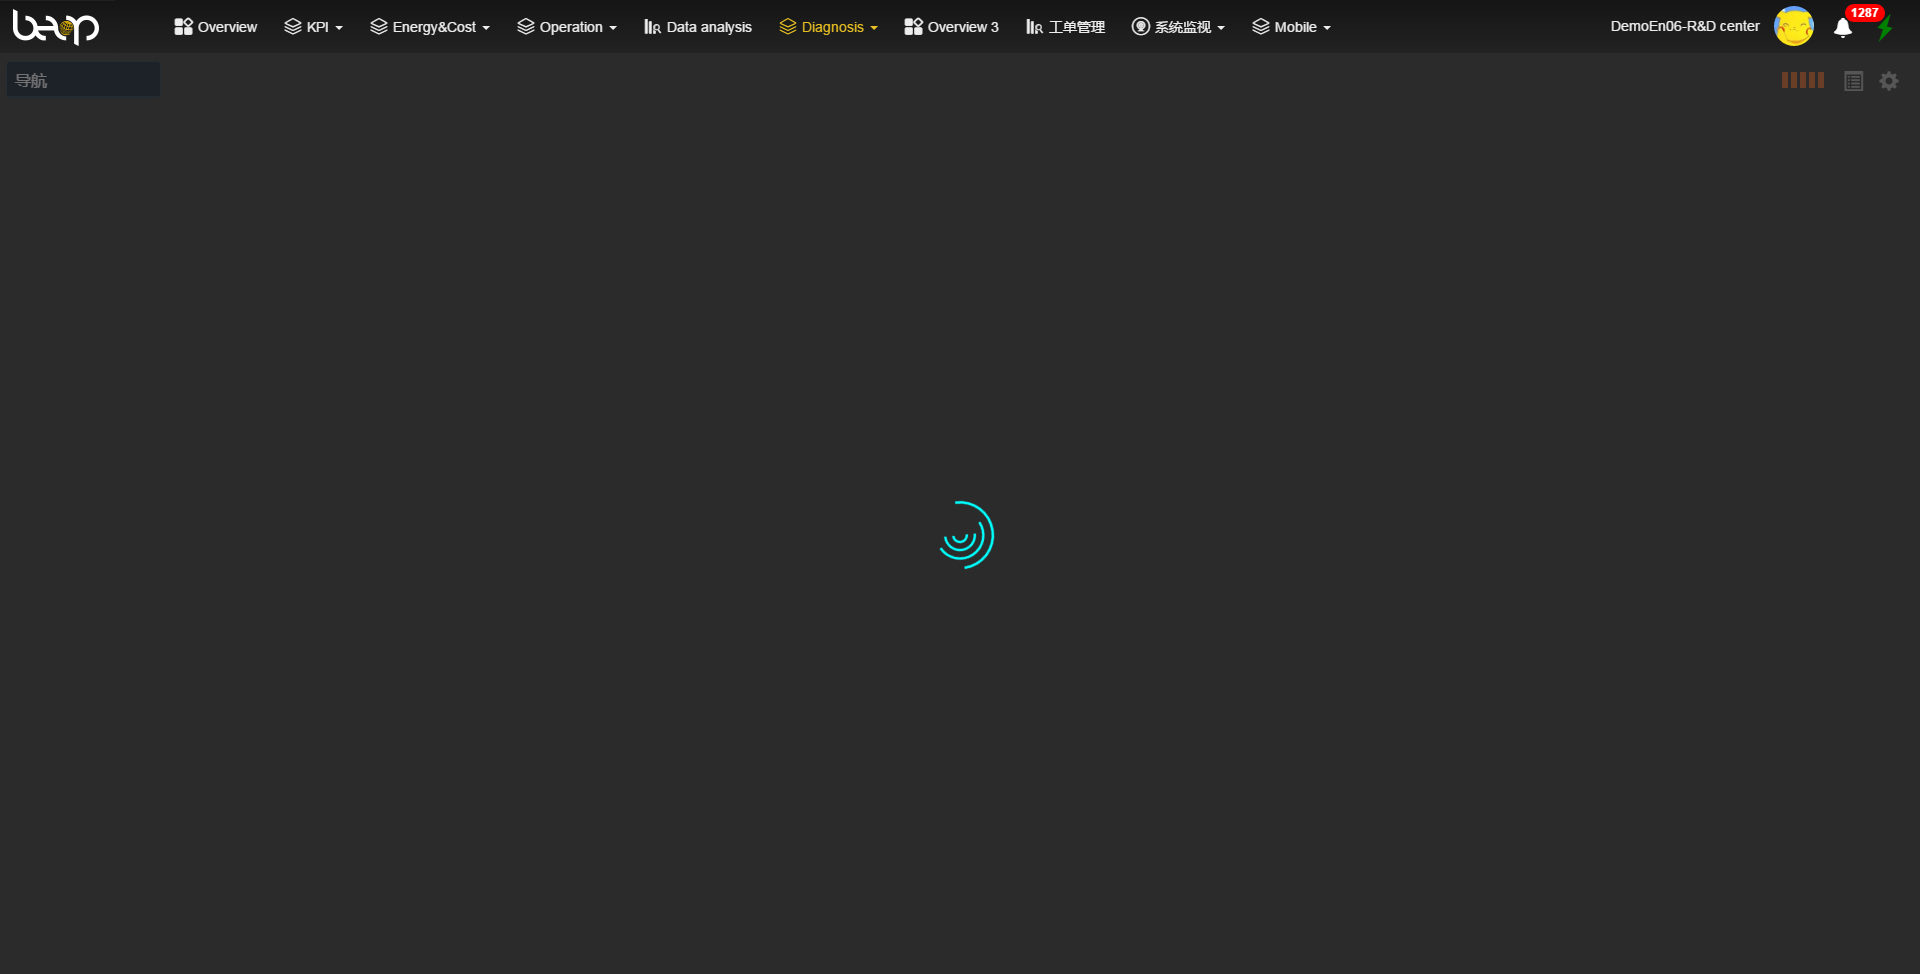 beop
Overview
KPI
Energy&Cost
Operation
Data analysis
Diagnosis
Overview 3
工单管理
系统监视
Mobile
DemoEn06-R&D center
1287
导航